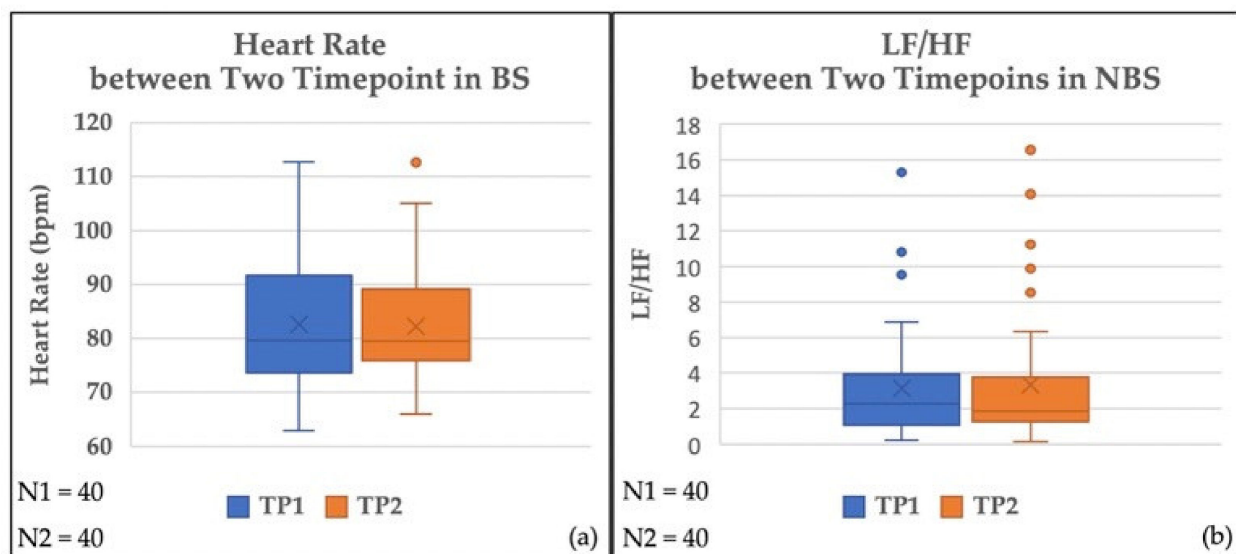 Heart Rate
between Two Timepoint in BS
120
110
100
90
80
70
60
Heart Rate (bpm)
N1 = 40
N2 = 40
TP1 TP2
(a)
LF/HF
between Two Timepoins in NBS
18
16
14
12
10
8
6
4
2
0
LF/HF
N1 = 40
N2 = 40
TP1 TP2
(b)